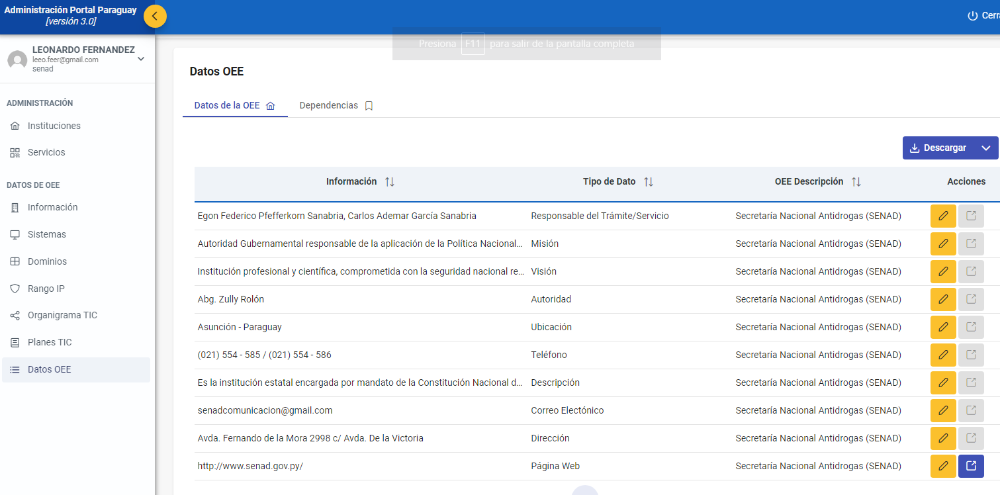 Administración Portal Paraguay
[versión 3.0]
Cerra
Presiona F11 para salir de la pantalla completa
LEONARDO FERNANDEZ
leeo.feer@gmail.com
senad
ADMINISTRACIÓN
Instituciones
Servicios
DATOS DE OEE
Información
Sistemas
Dominios
Rango IP
Organigrama TIC
Planes TIC
Datos OEE
Datos OEE
Datos de la OEE Dependencias
Descargar
Información Tipo de Dato OEE Descripción Acciones
Egon Federico Pfefferkorn Sanabria, Carlos Ademar García Sanabria Responsable del Trámite/Servicio Secretaría Nacional Antidrogas (SENAD)
Autoridad Gubernamental responsable de la aplicación de la Política Nacional... Misión Secretaría Nacional Antidrogas (SENAD)
Institución profesional y científica, comprometida con la seguridad nacional re... Visión Secretaría Nacional Antidrogas (SENAD)
Abg. Zully Rolón Autoridad Secretaría Nacional Antidrogas (SENAD)
Asunción - Paraguay Ubicación Secretaría Nacional Antidrogas (SENAD)
(021) 554 - 585 / (021) 554 - 586 Teléfono Secretaría Nacional Antidrogas (SENAD)
Es la institución estatal encargada por mandato de la Constitución Nacional d... Descripción Secretaría Nacional Antidrogas (SENAD)
senadcomunicacion@gmail.com Correo Electónico Secretaría Nacional Antidrogas (SENAD)
Avda. Fernando de la Mora 2998 c/ Avda. De la Victoria Dirección Secretaría Nacional Antidrogas (SENAD)
http://www.senad.gov.py/ Página Web Secretaría Nacional Antidrogas (SENAD)